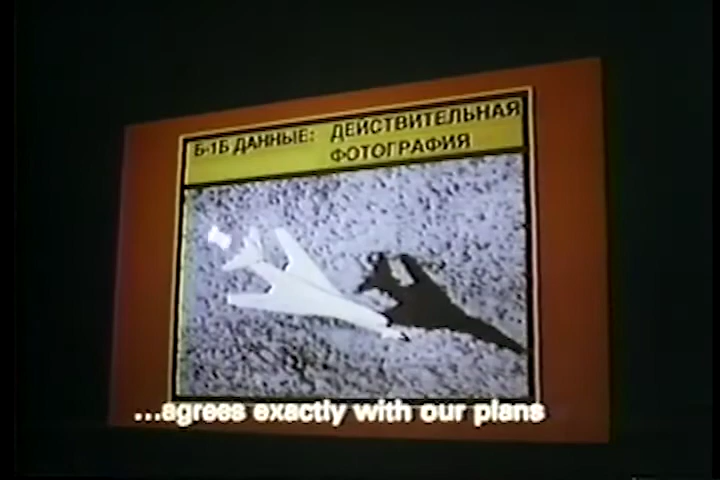 Б-1Б ДАННЫЕ: ДЕЙСТВИТЕЛЬНАЯ
ФОТОГРАФИЯ
...agrees exactly with our plans